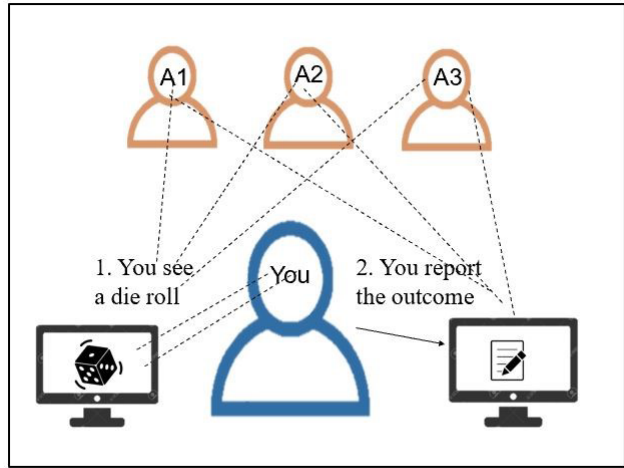 A1
A2
A3
1. You see
a die roll
You
2. You report
the outcome